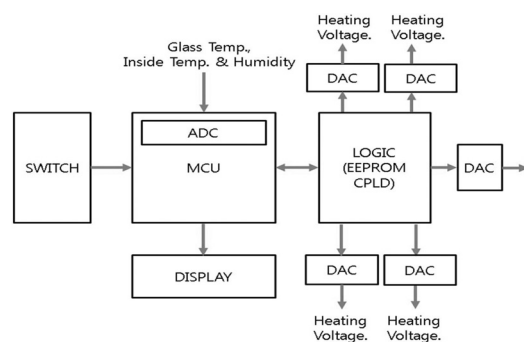 Heating
Voltage.
Heating
Voltage.
Glass Temp.,
Inside Temp. & Humidity
DAC
DAC
ADC
SWITCH
MCU
LOGIC
(EEPROM
CPLD)
DAC
DISPLAY
DAC
DAC
Heating
Voltage.
Heating
Voltage.